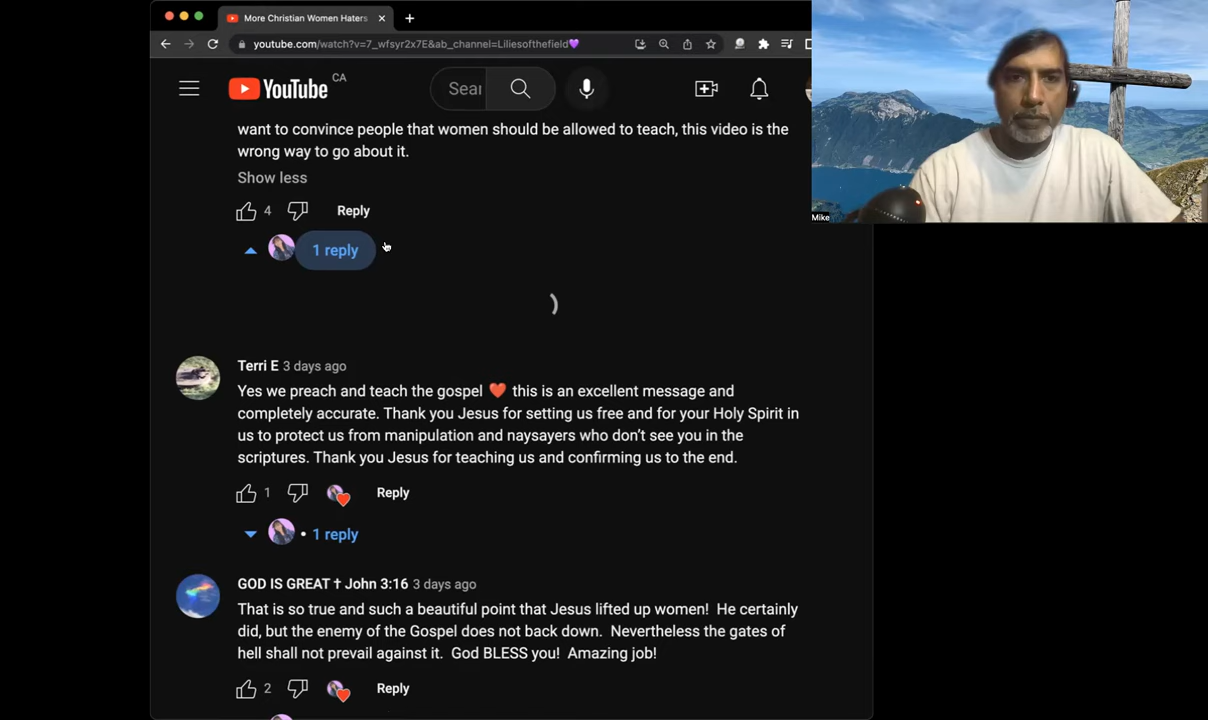 More Christian Women Haters
youtube.com/watch?v=7_wfsyr2x7E&ab_channel=Liliesofthefield💜
YouTube CA
Sear
want to convince people that women should be allowed to teach, this video is the
wrong way to go about it.
Show less
4 Reply
1 reply
Terri E 3 days ago
Yes we preach and teach the gospel ❤️ this is an excellent message and
completely accurate. Thank you Jesus for setting us free and for your Holy Spirit in
us to protect us from manipulation and naysayers who don’t see you in the
scriptures. Thank you Jesus for teaching us and confirming us to the end.
1 Reply
• 1 reply
GOD IS GREAT ✝ John 3:16 3 days ago
That is so true and such a beautiful point that Jesus lifted up women!  He certainly
did, but the enemy of the Gospel does not back down.  Nevertheless the gates of
hell shall not prevail against it.  God BLESS you!  Amazing job!
2 Reply
Mike